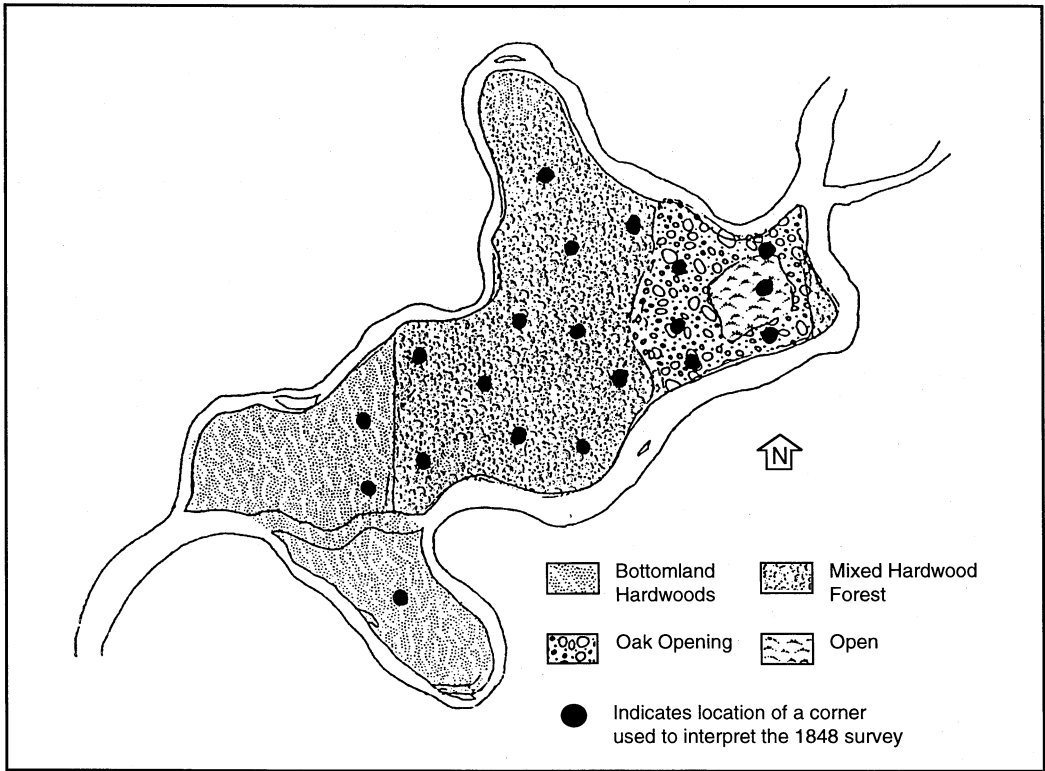 N
Bottomland
Hardwoods
Mixed Hardwood
Forest
Oak Opening
Open
Indicates location of a corner
used to interpret the 1848 survey